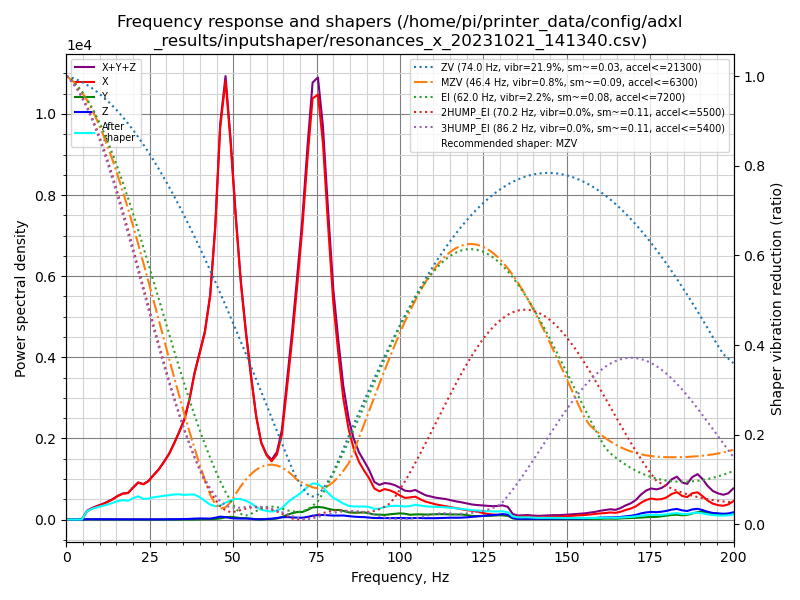 Frequency response and shapers (/home/pi/printer_data/config/adxl
_results/inputshaper/resonances_x_20231021_141340.csv)
1e4
X+Y+Z
X
Y
Z
After
shaper
ZV (74.0 Hz, vibr=21.9%, sm~=0.03, accel<=21300)
MZV (46.4 Hz, vibr=0.8%, sm~=0.09, accel<=6300)
EI (62.0 Hz, vibr=2.2%, sm~=0.08, accel<=7200)
2HUMP_EI (70.2 Hz, vibr=0.0%, sm~=0.11, accel<=5500)
3HUMP_EI (86.2 Hz, vibr=0.0%, sm~=0.11, accel<=5400)
Recommended shaper: MZV
Power spectral density
1.0
0.8
0.6
0.4
0.2
0.0
1.0
0.8
0.6
0.4
0.2
0.0
Shaper vibration reduction (ratio)
0 25 50 75 100 125 150 175 200
Frequency, Hz